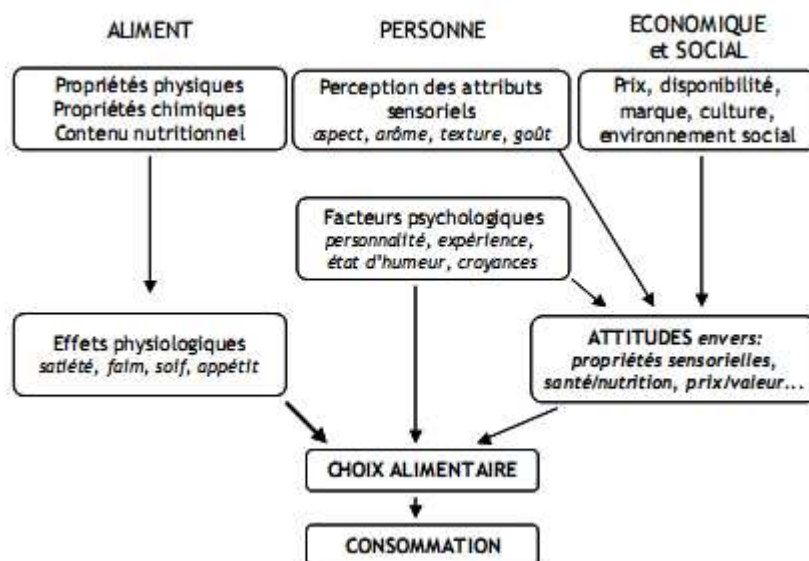 ALIMENT
PERSONNE
ECONOMIQUE
et SOCIAL
Propriétés physiques
Propriétés chimiques
Contenu nutritionnel
Perception des attributs
sensoriels
aspect, arôme, texture, goût
Prix, disponibilité,
marque, culture,
environnement social
Facteurs psychologiques
personnalité, expérience,
état d'humeur, croyances
Effets physiologiques
satiété, faim, soif, appétit
ATTITUDES envers:
propriétés sensorielles,
santé/nutrition, prix/valeur...
CHOIX ALIMENTAIRE
CONSOMMATION